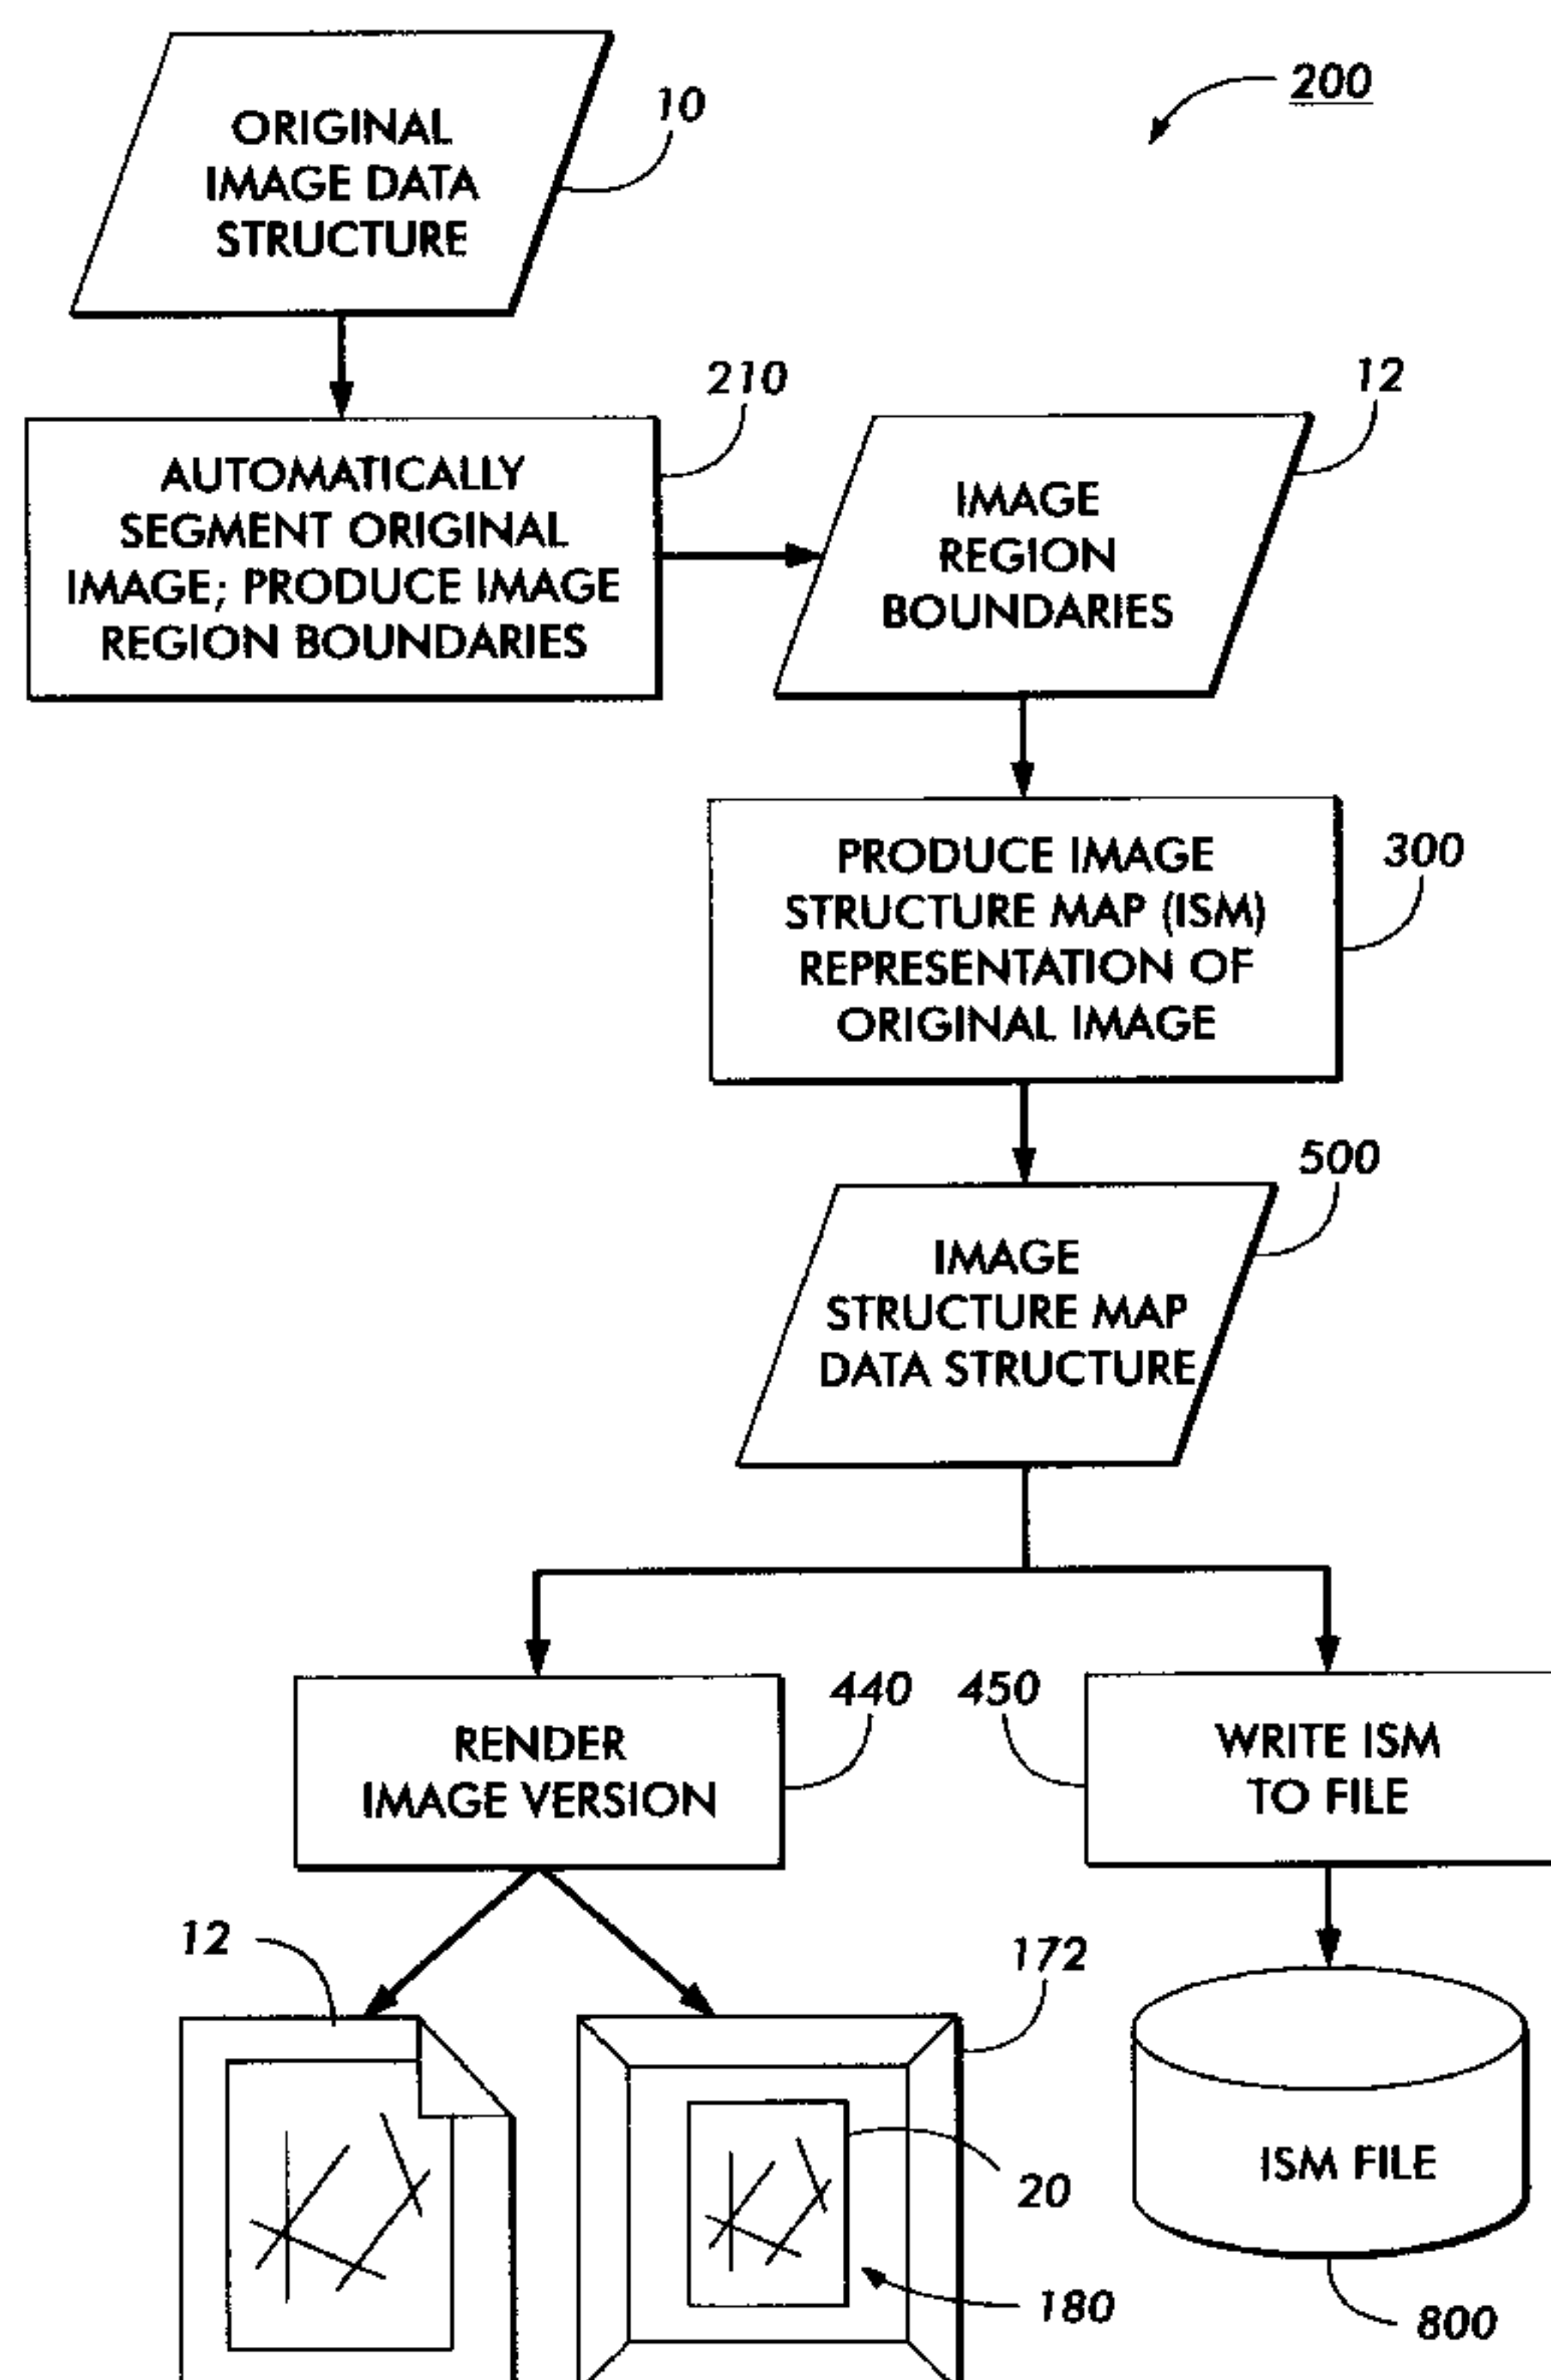 200
10
ORIGINAL
IMAGE DATA
STRUCTURE
210
12
AUTOMATICALLY
SEGMENT ORIGINAL
IMAGE; PRODUCE IMAGE
REGION BOUNDARIES
IMAGE
REGION
BOUNDARIES
300
PRODUCE IMAGE
STRUCTURE MAP (ISM)
REPRESENTATION OF
ORIGINAL IMAGE
500
IMAGE
STRUCTURE MAP
DATA STRUCTURE
440
450
RENDER
IMAGE VERSION
WRITE ISM
TO FILE
12
172
20
180
ISM FILE
800